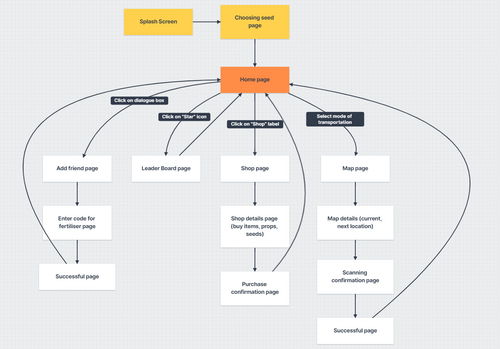 Splash Screen
Choosing seed
page
Home page
Click on dialogue box
Click on "Star" icon
Click on "Shop" label
Select mode of
transportation
Add friend page
Leader Board page
Shop page
Map page
Enter code for
fertiliser page
Shop details page
(buy items, props,
seeds)
Map details (current,
next location)
Successful page
Purchase
confirmation page
Scanning
confirmation page
Successful page